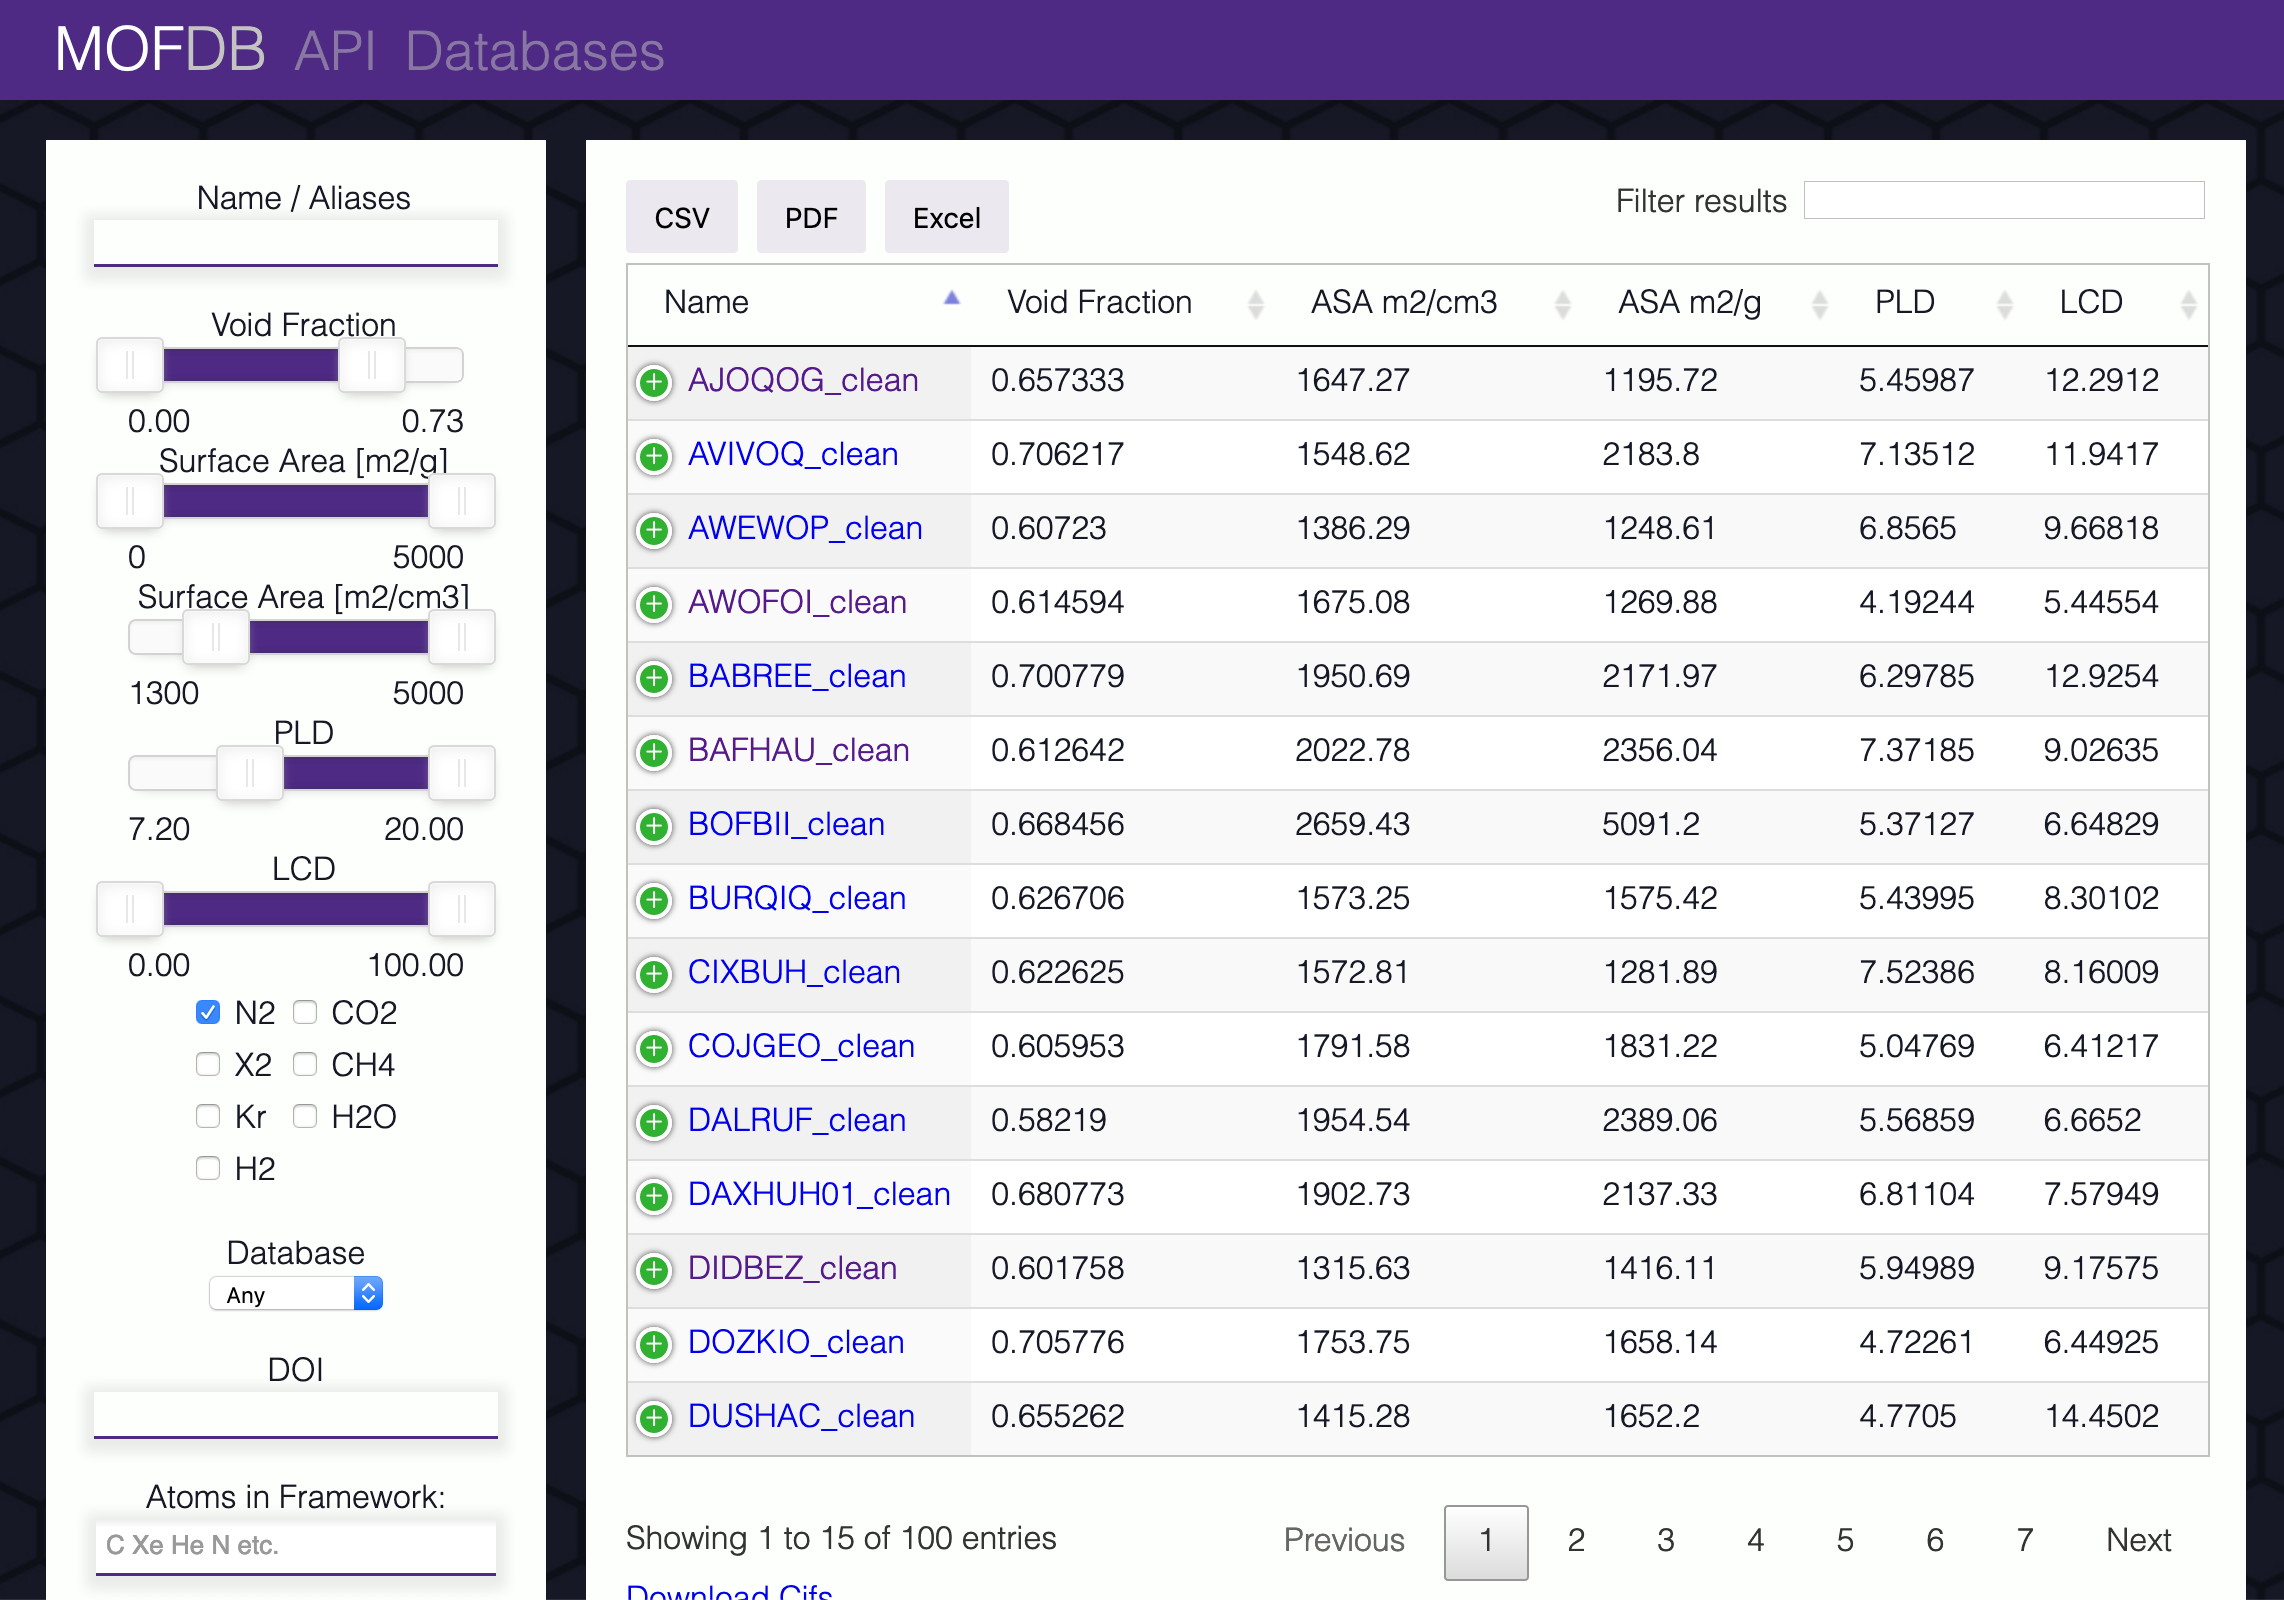 MOFDB API Databases
Name / Aliases
Void Fraction
0.00 0.73
Surface Area [m2/g]
0 5000
Surface Area [m2/cm3]
1300 5000
PLD
7.20 20.00
LCD
0.00 100.00
N2 CO2
X2 CH4
Kr H2O
H2
Database
Any
DOI
Atoms in Framework:
C Xe He N etc.
CSV PDF Excel
Filter results
Name Void Fraction ASA m2/cm3 ASA m2/g PLD LCD
AJOQOG_clean 0.657333 1647.27 1195.72 5.45987 12.2912
AVIVOQ_clean 0.706217 1548.62 2183.8 7.13512 11.9417
AWEWOP_clean 0.60723 1386.29 1248.61 6.8565 9.66818
AWOFOI_clean 0.614594 1675.08 1269.88 4.19244 5.44554
BABREE_clean 0.700779 1950.69 2171.97 6.29785 12.9254
BAFHAU_clean 0.612642 2022.78 2356.04 7.37185 9.02635
BOFBII_clean 0.668456 2659.43 5091.2 5.37127 6.64829
BURQIQ_clean 0.626706 1573.25 1575.42 5.43995 8.30102
CIXBUH_clean 0.622625 1572.81 1281.89 7.52386 8.16009
COJGEO_clean 0.605953 1791.58 1831.22 5.04769 6.41217
DALRUF_clean 0.58219 1954.54 2389.06 5.56859 6.6652
DAXHUH01_clean 0.680773 1902.73 2137.33 6.81104 7.57949
DIDBEZ_clean 0.601758 1315.63 1416.11 5.94989 9.17575
DOZKIO_clean 0.705776 1753.75 1658.14 4.72261 6.44925
DUSHAC_clean 0.655262 1415.28 1652.2 4.7705 14.4502
Showing 1 to 15 of 100 entries
Previous 1 2 3 4 5 6 7 Next
Download Cifs